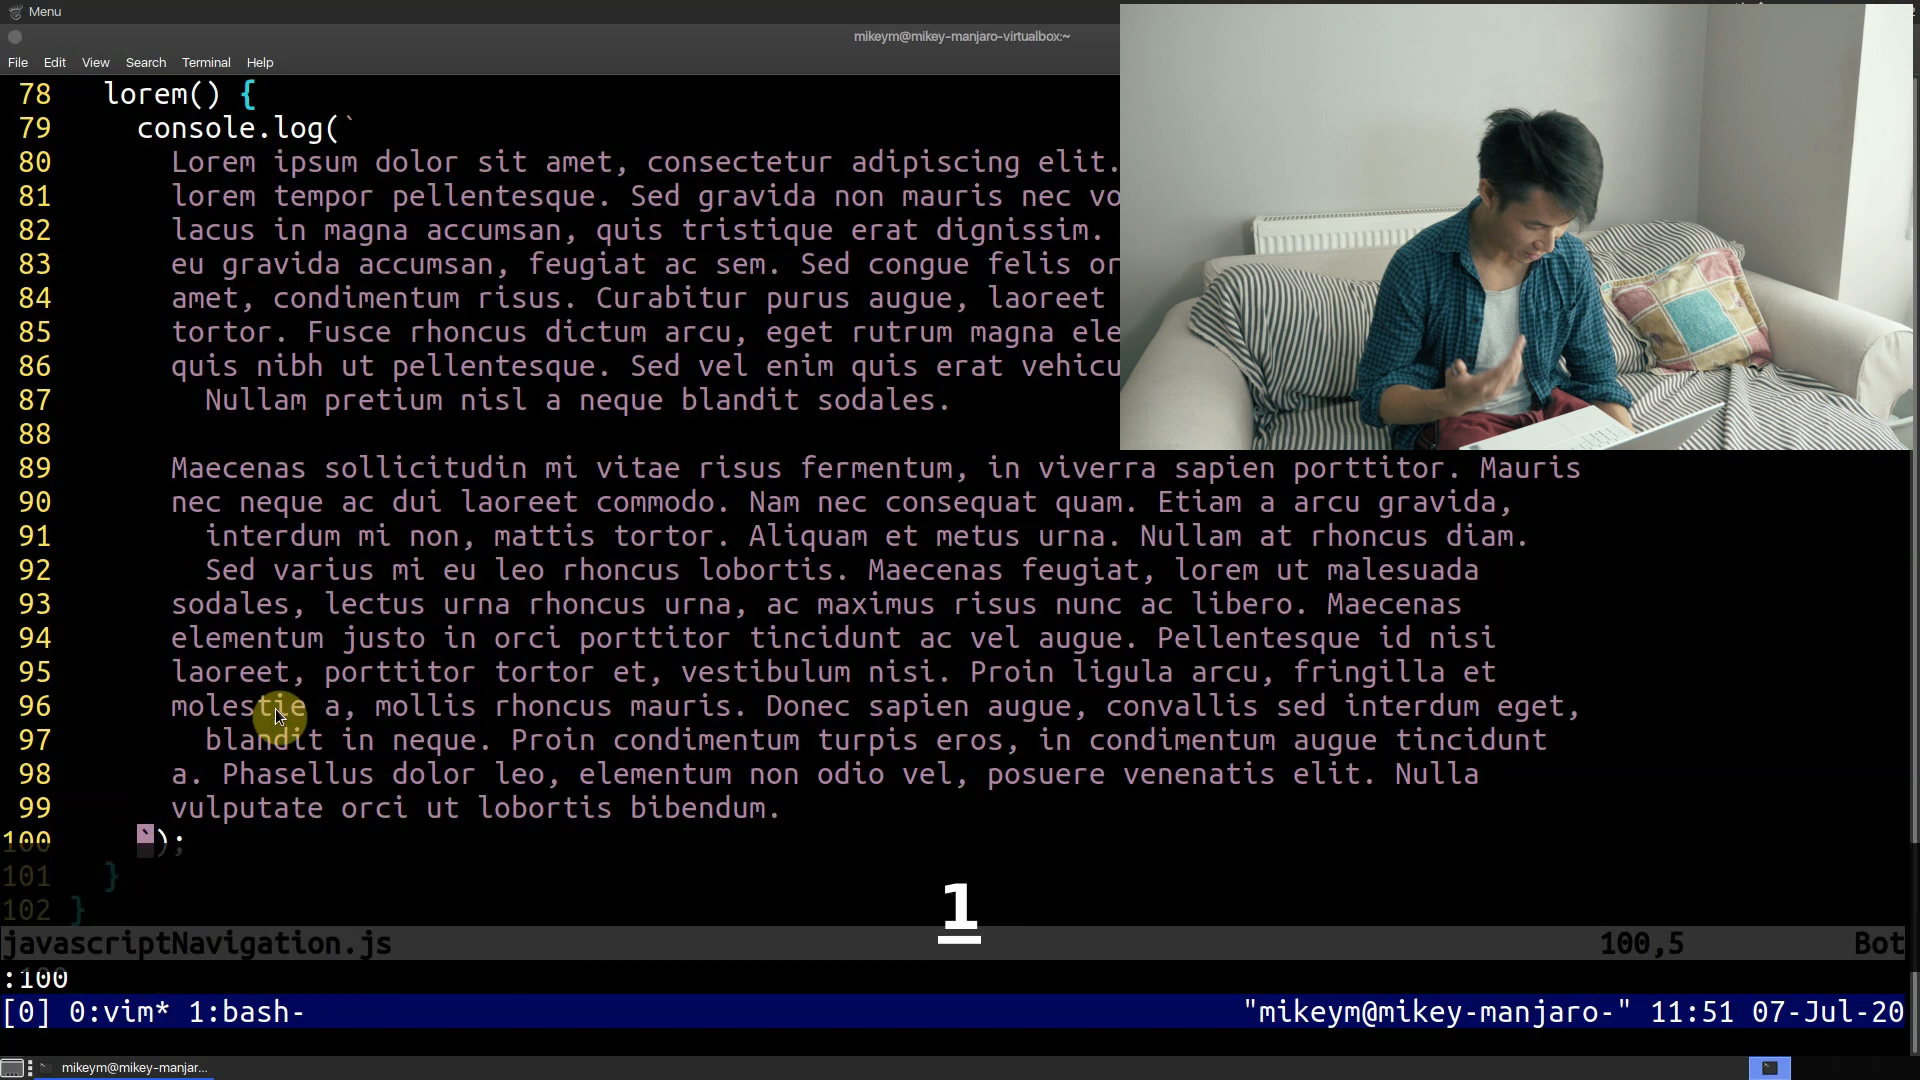 Menu
mikeym@mikey-manjaro-virtualbox:~
File Edit View Search Terminal Help
78 lorem() {
79 console.log(`
80 Lorem ipsum dolor sit amet, consectetur adipiscing elit.
81 lorem tempor pellentesque. Sed gravida non mauris nec vo
82 lacus in magna accumsan, quis tristique erat dignissim.
83 eu gravida accumsan, feugiat ac sem. Sed congue felis or
84 amet, condimentum risus. Curabitur purus augue, laoreet
85 tortor. Fusce rhoncus dictum arcu, eget rutrum magna ele
86 quis nibh ut pellentesque. Sed vel enim quis erat vehicu
87 Nullam pretium nisl a neque blandit sodales.
88
89 Maecenas sollicitudin mi vitae risus fermentum, in viverra sapien porttitor. Mauris
90 nec neque ac dui laoreet commodo. Nam nec consequat quam. Etiam a arcu gravida,
91 interdum mi non, mattis tortor. Aliquam et metus urna. Nullam at rhoncus diam.
92 Sed varius mi eu leo rhoncus lobortis. Maecenas feugiat, lorem ut malesuada
93 sodales, lectus urna rhoncus urna, ac maximus risus nunc ac libero. Maecenas
94 elementum justo in orci porttitor tincidunt ac vel augue. Pellentesque id nisi
95 laoreet, porttitor tortor et, vestibulum nisi. Proin ligula arcu, fringilla et
96 molestie a, mollis rhoncus mauris. Donec sapien augue, convallis sed interdum eget,
97 blandit in neque. Proin condimentum turpis eros, in condimentum augue tincidunt
98 a. Phasellus dolor leo, elementum non odio vel, posuere venenatis elit. Nulla
99 vulputate orci ut lobortis bibendum.
100 `);
101 }
102 }
1
javascriptNavigation.js 100,5 Bot
:100
[0] 0:vim* 1:bash- "mikeym@mikey-manjaro-" 11:51 07-Jul-20
mikeym@mikey-manjar...